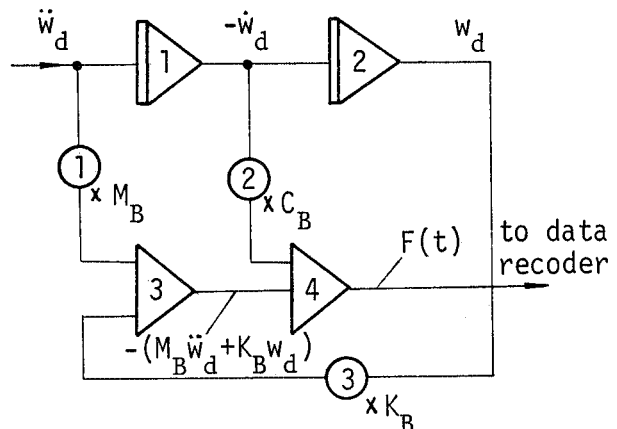 ẅ_d
-ẇ_d
w_d
1
2
1
× M_B
2
× C_B
F(t)
to data
recoder
3
4
-(M_Bẅ_d+K_Bw_d)
3
× K_B